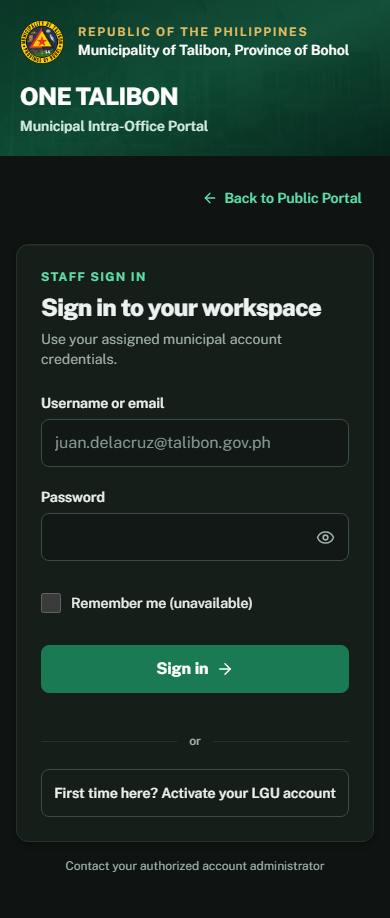 REPUBLIC OF THE PHILIPPINES
Municipality of Talibon, Province of Bohol
ONE TALIBON
Municipal Intra-Office Portal
Back to Public Portal
STAFF SIGN IN
Sign in to your workspace
Use your assigned municipal account
credentials.
Username or email
juan.delacruz@talibon.gov.ph
Password
Remember me (unavailable)
Sign in
or
First time here? Activate your LGU account
Contact your authorized account administrator